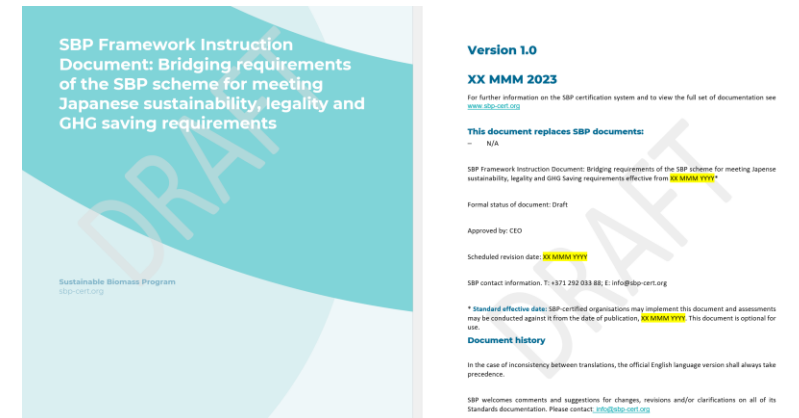 SBP Framework Instruction
Document: Bridging requirements
of the SBP scheme for meeting
Japanese sustainability, legality and
GHG saving requirements
DRAFT
Sustainable Biomass Program
sbp-cert.org
Version 1.0
XX MMM 2023
For further information on the SBP certification system and to view the full set of documentation see
www.sbp-cert.org
This document replaces SBP documents:
– N/A
SBP Framework Instruction Document: Bridging requirements of the SBP scheme for meeting Japense
sustainability, legality and GHG Saving requirements effective from XX MMM YYYY*
Formal status of document: Draft
Approved by: CEO
Scheduled revision date: XX MMM YYYY
SBP contact information. T: +371 292 033 88; E: info@sbp-cert.org
* Standard effective date: SBP-certified organisations may implement this document and assessments
may be conducted against it from the date of publication, XX MMM YYYY. This document is optional for
use.
Document history
In the case of inconsistency between translations, the official English language version shall always take
precedence.
SBP welcomes comments and suggestions for changes, revisions and/or clarifications on all of its
Standards documentation. Please contact: info@sbp-cert.org
DRAFT